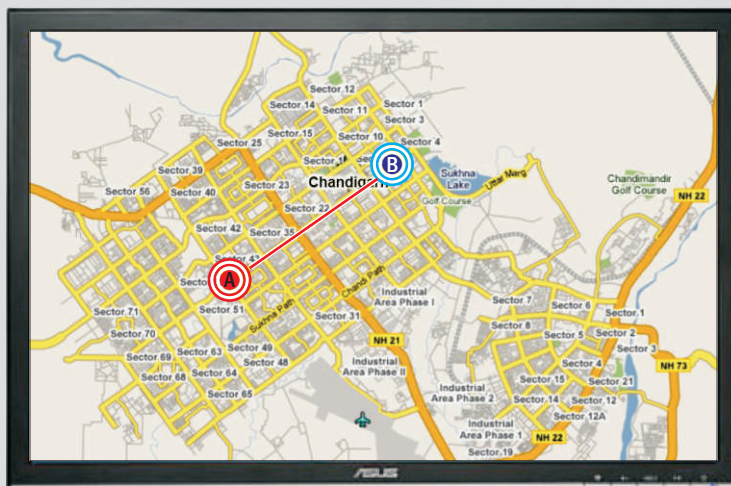 Sector 12
Sector 14
Sector 1
Sector 11
Sector 3
Sector 15
Sector 10
Sector 4
Sector 25
B
Sector 39
Sukhna
Lake
Uttar Marg
Chandimandir
Golf Course
Sector 56
Sector 40
Sector 23
NH 22
Golf Course
Sector 22
Sector 42
Sector 35
A
Chandi Path
Industrial
Area Phase I
Sector 7
Sector 6
Sector 71
Sector 51
Sukhna Path
Sector 31
Sector 1
Sector 70
Sector 8
Sector 5
Sector 2
NH 21
Sector 3
Sector 63
Sector 49
Sector 69
Sector 48
Industrial
Area Phase II
Sector 4
NH 73
Sector 68
Sector 64
Sector 15
Sector 21
Sector 65
Industrial
Area Phase 2
Sector 14
Sector 12
Sector 12A
Industrial
Area Phase 1
NH 22
Sector 19
ASUS